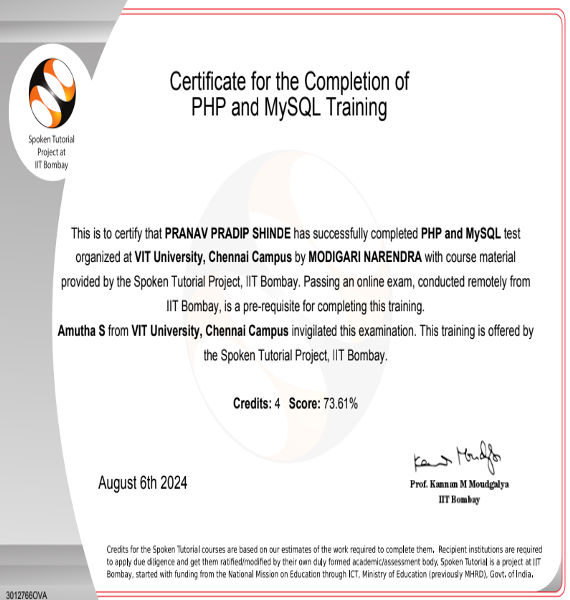 Spoken Tutorial
Project at
IIT Bombay
Certificate for the Completion of
PHP and MySQL Training
This is to certify that PRANAV PRADIP SHINDE has successfully completed PHP and MySQL test
organized at VIT University, Chennai Campus by MODIGARI NARENDRA with course material
provided by the Spoken Tutorial Project, IIT Bombay. Passing an online exam, conducted remotely from
IIT Bombay, is a pre-requisite for completing this training.
Amutha S from VIT University, Chennai Campus invigilated this examination. This training is offered by
the Spoken Tutorial Project, IIT Bombay.
Credits: 4 Score: 73.61%
August 6th 2024
Prof. Kannan M Moudgalya
IIT Bombay
Credits for the Spoken Tutorial courses are based on our estimates of the work required to complete them. Recipient institutions are required
to apply due diligence and get them ratified/modified by their own duly formed academic/assessment body. Spoken Tutorial is a project at IIT
Bombay, started with funding from the National Mission on Education through ICT, Ministry of Education (previously MHRD), Govt. of India.
3012766OVA